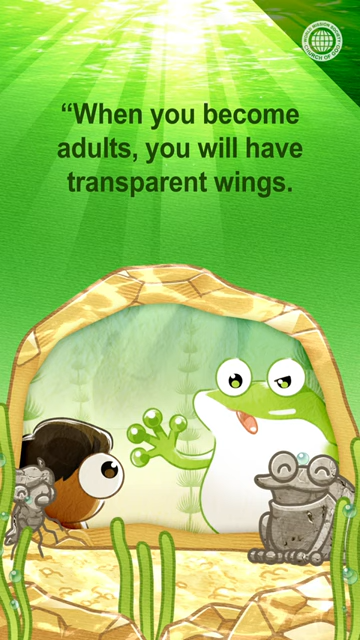 “When you become
adults, you will have
transparent wings.